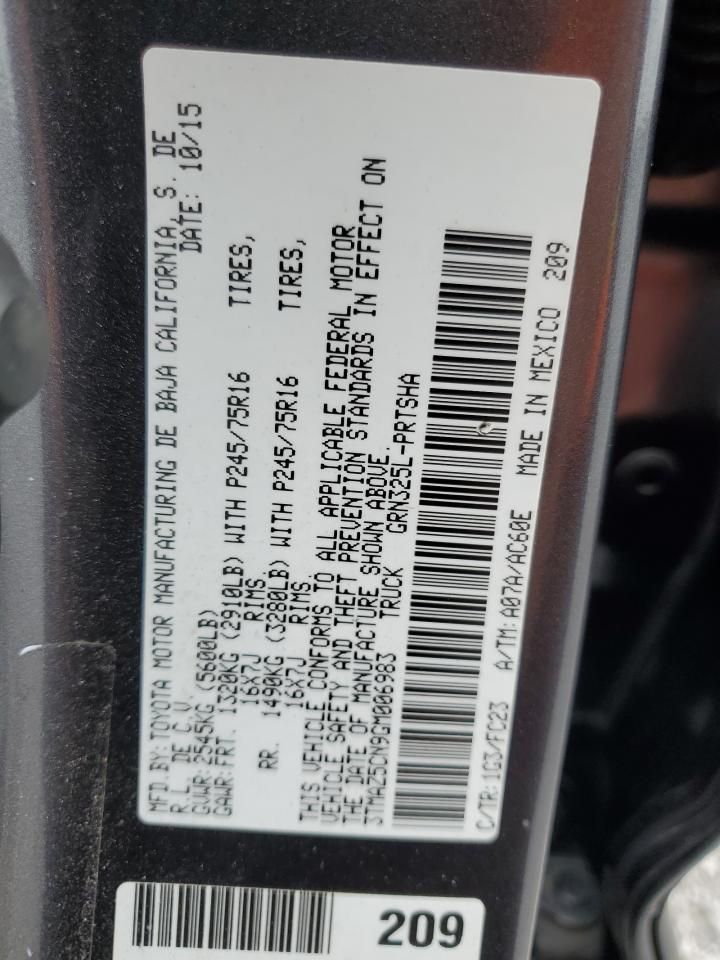 MFD.BY: TOYOTA MOTOR MANUFACTURING DE BAJA CALIFORNIA, S. DE
R.L. DE C.V. DATE: 10/15
GVWR: 2545KG (5600LB)
GAWR: FRT. 1320KG (2910LB) WITH P245/75R16 TIRES,
16X7J RIMS.
RR. 1490KG (3280LB) WITH P245/75R16 TIRES,
16X7J RIMS.
THIS VEHICLE CONFORMS TO ALL APPLICABLE FEDERAL MOTOR
VEHICLE SAFETY AND THEFT PREVENTION STANDARDS IN EFFECT ON
THE DATE OF MANUFACTURE SHOWN ABOVE.
3TMAZ5CN9GM006983 TRUCK GRN325L-PRTSHA
C/TR: 1G3/FC23 A/TM: A07A/AC60E MADE IN MEXICO 209
209